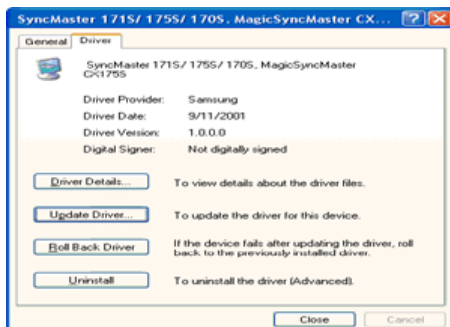 SyncMaster 171S/ 175S/ 170S, MagicSyncMaster CX...
General Driver
SyncMaster 171S/ 175S/ 170S, MagicSyncMaster
CX175S
Driver Provider: Samsung
Driver Date: 9/11/2001
Driver Version: 1.0.0.0
Digital Signer: Not digitally signed
Driver Details... To view details about the driver files.
Update Driver... To update the driver for this device.
Roll Back Driver If the device fails after updating the driver, roll
back to the previously installed driver.
Uninstall To uninstall the driver (Advanced).
Close Cancel